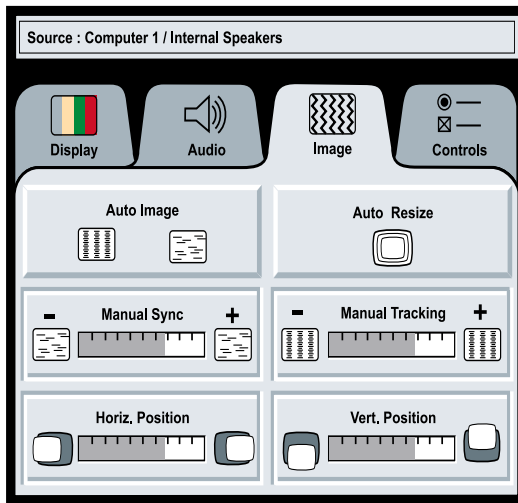 Source : Computer 1 / Internal Speakers
Display Audio Image Controls
Auto Image Auto Resize
- Manual Sync + - Manual Tracking +
Horiz. Position Vert. Position